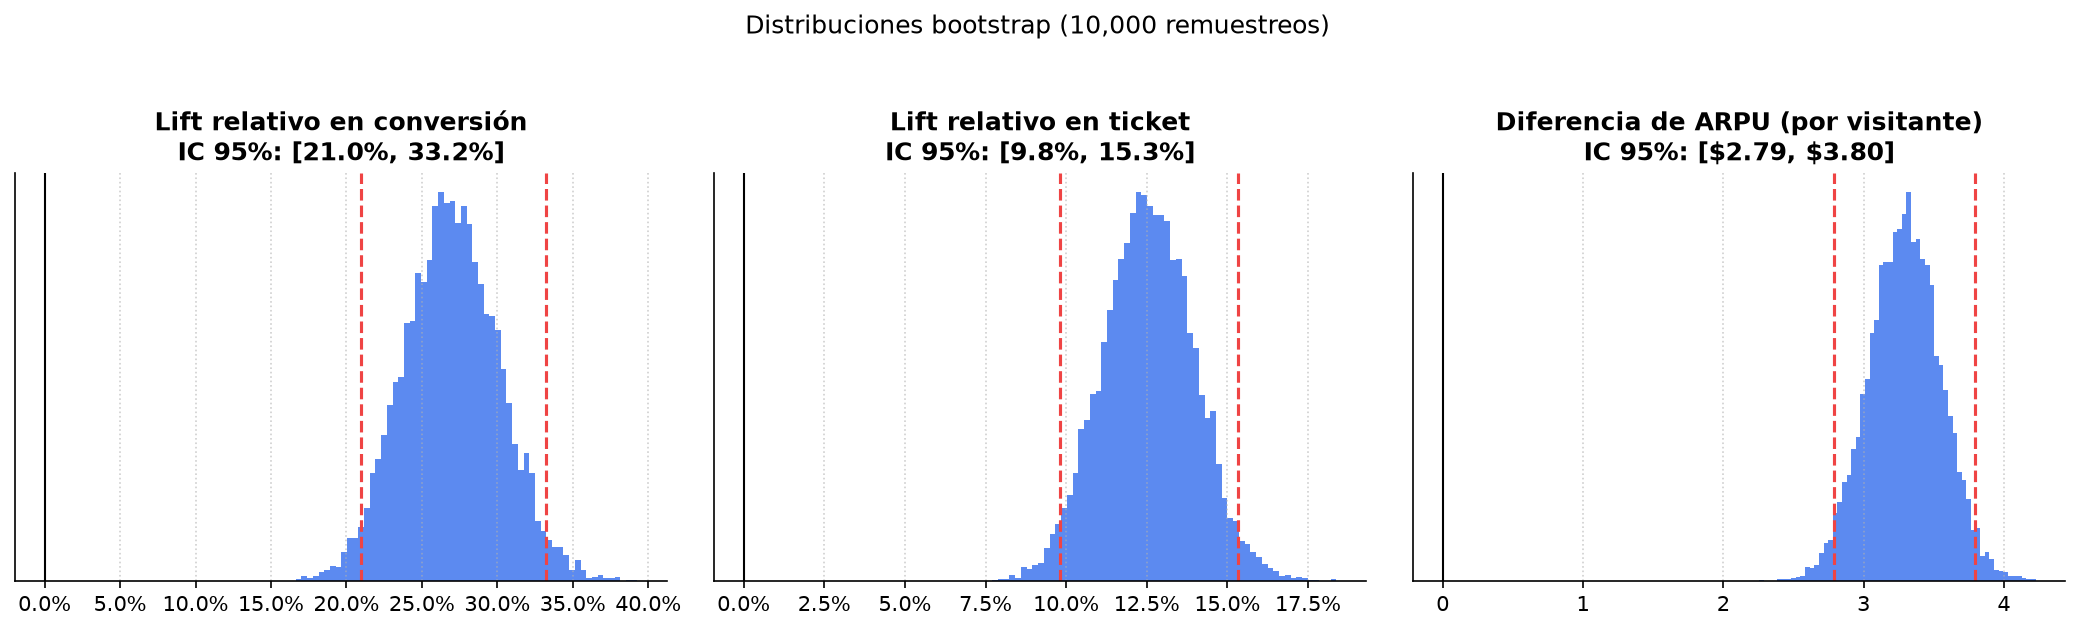 Distribuciones bootstrap (10,000 remuestreos)
Lift relativo en conversión
IC 95%: [21.0%, 33.2%]
0.0% 5.0% 10.0% 15.0% 20.0% 25.0% 30.0% 35.0% 40.0%
Lift relativo en ticket
IC 95%: [9.8%, 15.3%]
0.0% 2.5% 5.0% 7.5% 10.0% 12.5% 15.0% 17.5%
Diferencia de ARPU (por visitante)
IC 95%: [$2.79, $3.80]
0 1 2 3 4